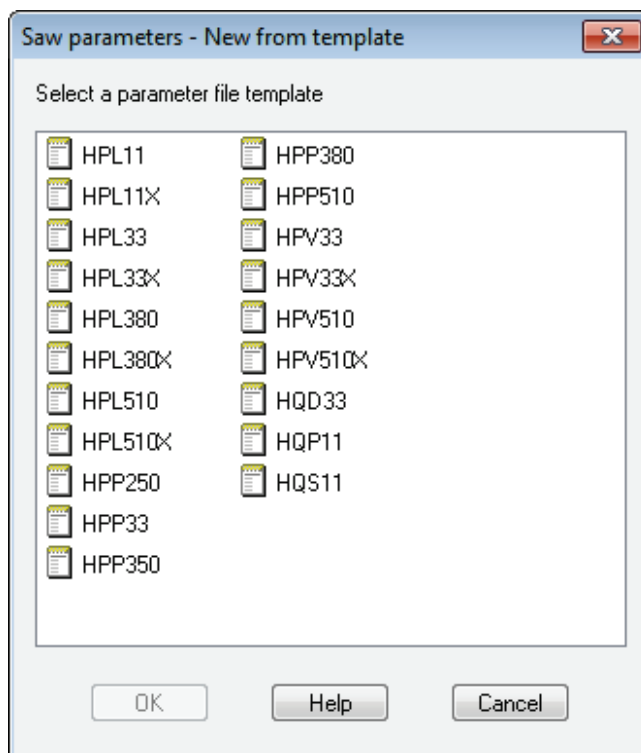 Saw parameters - New from template
Select a parameter file template
HPL11
HPL11X
HPL33
HPL33X
HPL380
HPL380X
HPL510
HPL510X
HPP250
HPP33
HPP350
HPP380
HPP510
HPV33
HPV33X
HPV510
HPV510X
HQD33
HQP11
HQS11
OK
Help
Cancel